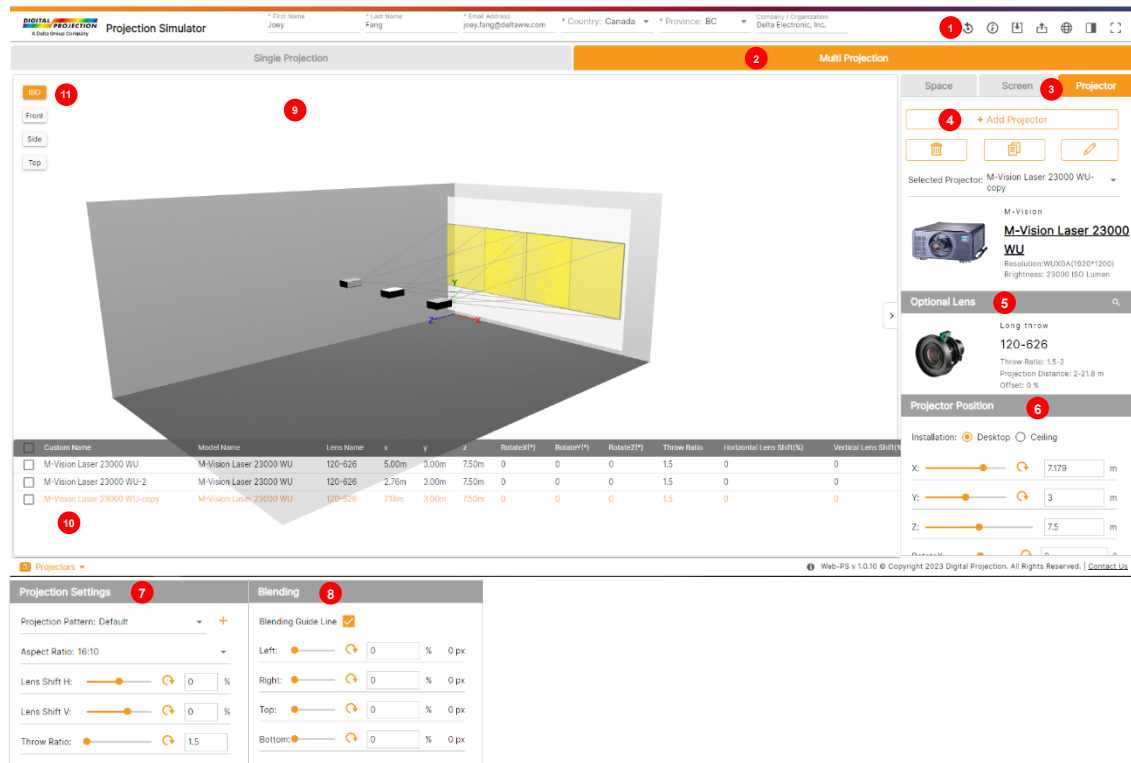 DIGITAL PROJECTION
A Delta Group Company
Projection Simulator
* First Name
Joey
* Last Name
Fang
* Email Address
joey.fang@deltaww.com
* Country: Canada
* Province: BC
Company / Organization
Delta Electronic, Inc.
1
Single Projection
2
Multi Projection
ISO
11
Front
Side
Top
9
Y
Z
X
Space
Screen
3
Projector
4
+ Add Projector
Selected Projector: M-Vision Laser 23000 WU-
copy
M-Vision
M-Vision Laser 23000
WU
Resolution:WUXGA(1920*1200)
Brightness: 23000 ISO Lumen
Optional Lens
5
Long throw
120-626
Throw Ratio: 1.5-2
Projection Distance: 2-21.8 m
Offset: 0 %
Projector Position
6
Installation: Desktop Ceiling
X: 7.179 m
Y: 3 m
Z: 7.5 m
Custom Name Model Name Lens Name x y z RotateX(°) RotateY(°) RotateZ(°) Throw Ratio Horizontal Lens Shift(%) Vertical Lens Shift(%
M-Vision Laser 23000 WU M-Vision Laser 23000 WU 120-626 5.00m 3.00m 7.50m 0 0 0 1.5 0 0
M-Vision Laser 23000 WU-2 M-Vision Laser 23000 WU 120-626 2.76m 3.00m 7.50m 0 0 0 1.5 0 0
M-Vision Laser 23000 WU-copy M-Vision Laser 23000 WU 120-626 7.18m 3.00m 7.50m 0 0 0 1.5 0 0
10
3 Projectors
Web-PS v 1.0.10 © Copyright 2023 Digital Projection. All Rights Reserved. | Contact Us
Projection Settings
7
Projection Pattern: Default +
Aspect Ratio: 16:10
Lens Shift H: 0 %
Lens Shift V: 0 %
Throw Ratio: 1.5
Blending
8
Blending Guide Line
Left: 0 % 0 px
Right: 0 % 0 px
Top: 0 % 0 px
Bottom: 0 % 0 px